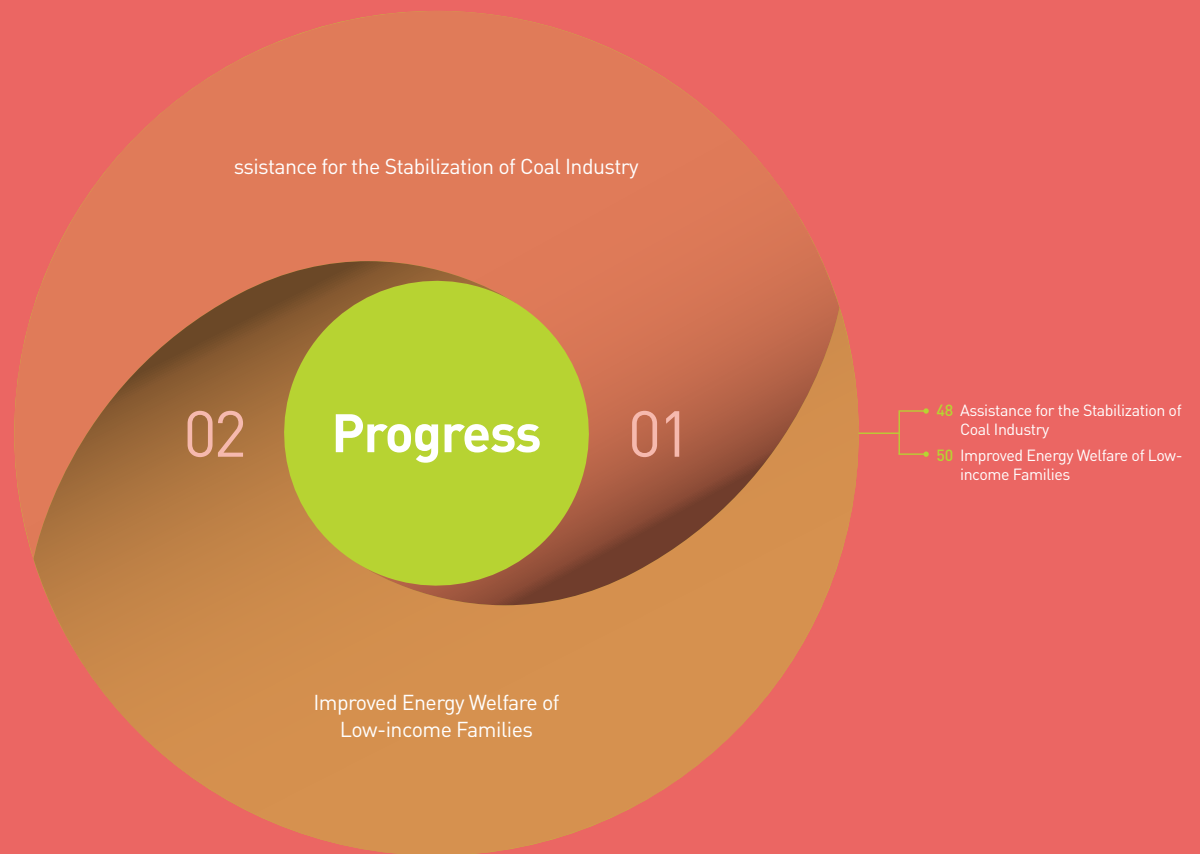 ssistance for the Stabilization of Coal Industry
02
Progress
01
48 Assistance for the Stabilization of
Coal Industry
50 Improved Energy Welfare of Low-
income Families
Improved Energy Welfare of
Low-income Families